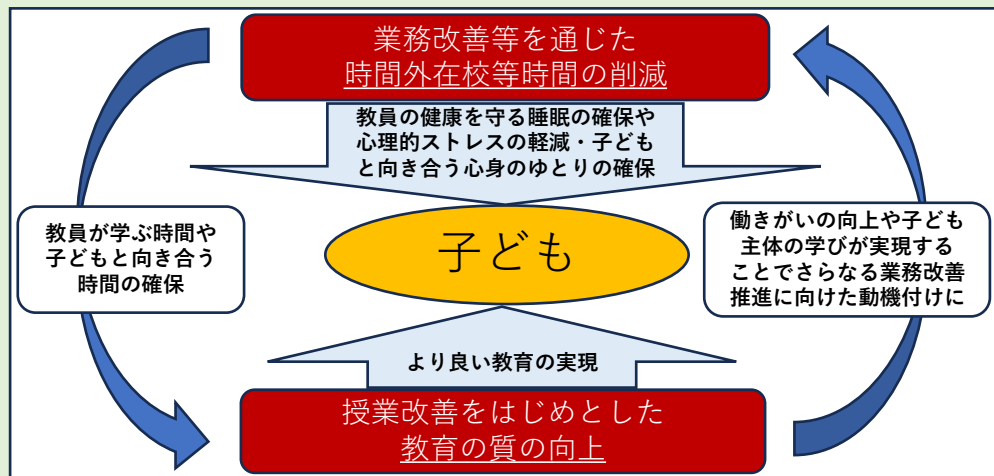 業務改善等を通じた
時間外在校等時間の削減
教員の健康を守る睡眠の確保や
心理的ストレスの軽減・子ども
と向き合う心身のゆとりの確保
教員が学ぶ時間や
子どもと向き合う
時間の確保
子ども
働きがいの向上や子ども
主体の学びが実現する
ことでさらなる業務改善
推進に向けた動機付けに
より良い教育の実現
授業改善をはじめとした
教育の質の向上